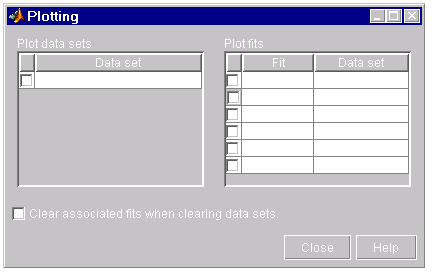 Plotting
Plot data sets
Plot fits
Data set
Fit Data set
Clear associated fits when clearing data sets.
Close Help